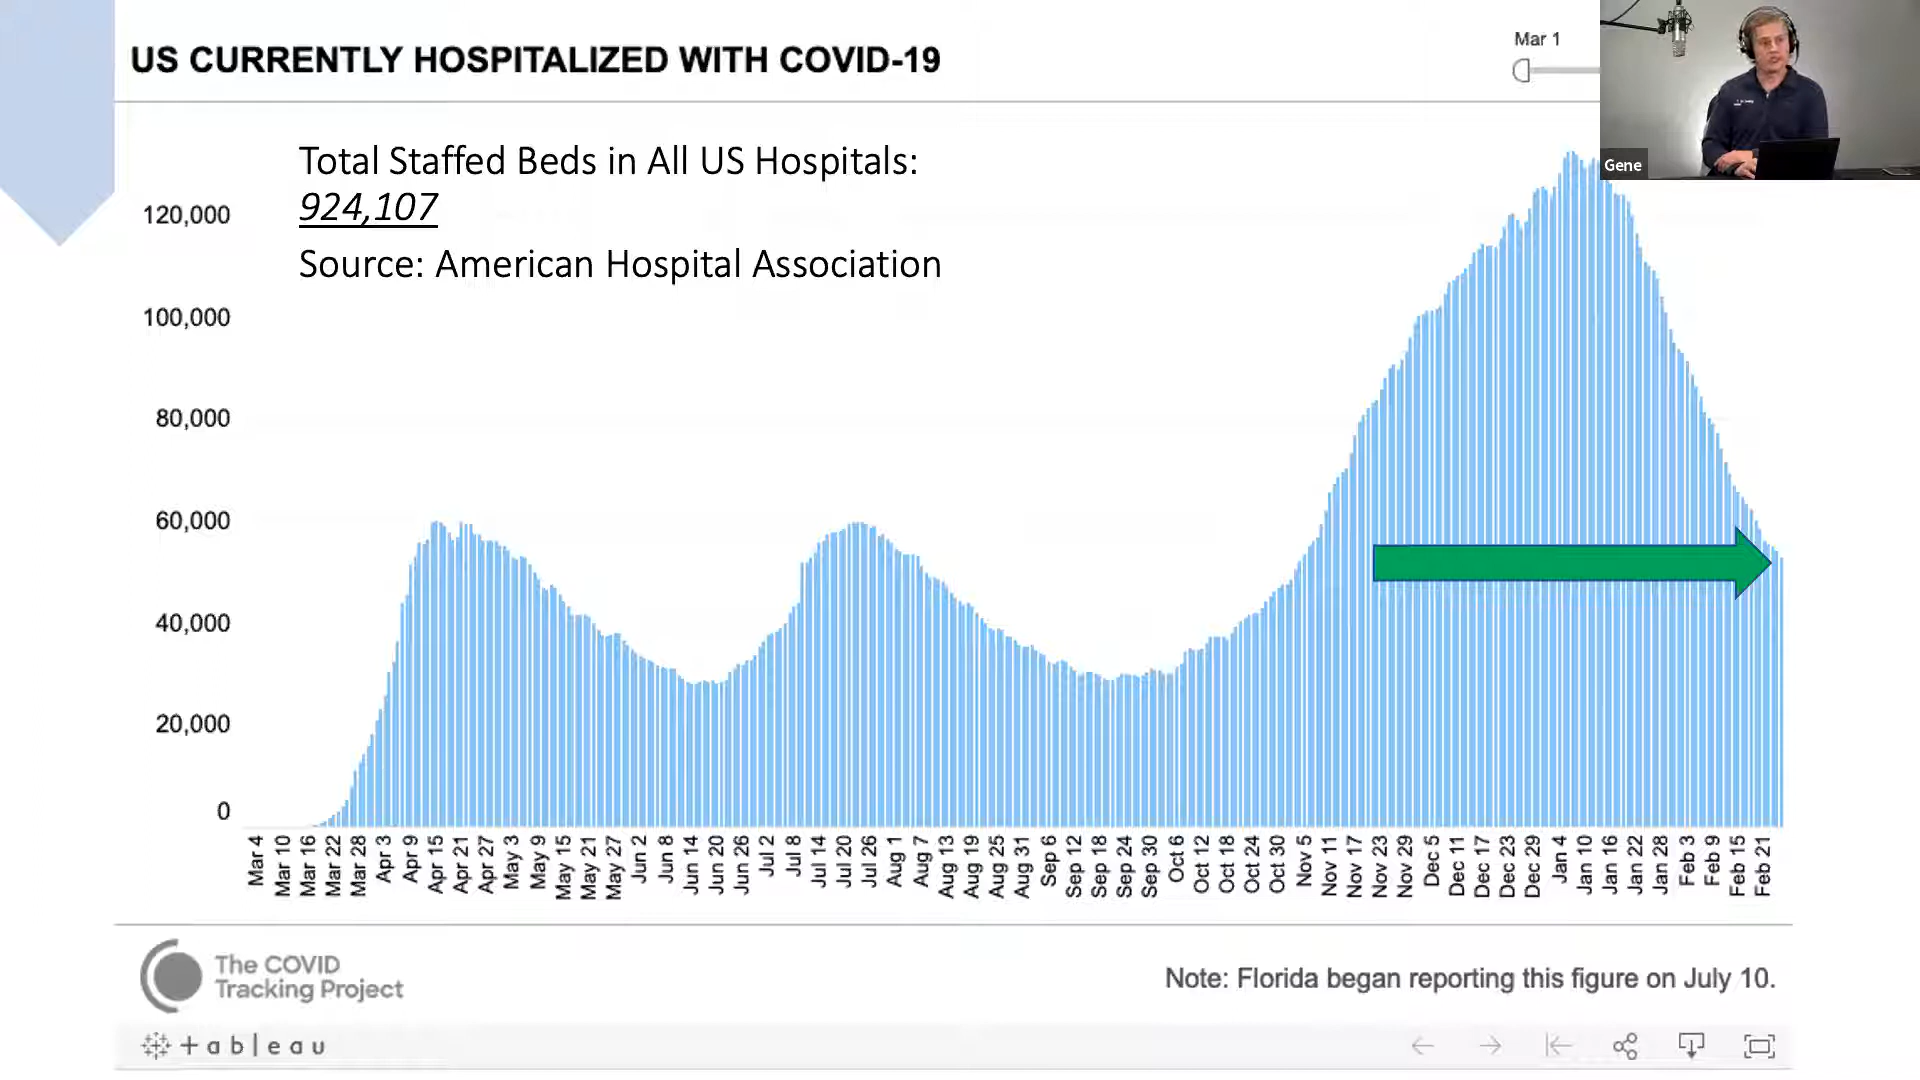 US CURRENTLY HOSPITALIZED WITH COVID-19
Mar 1
Gene
Total Staffed Beds in All US Hospitals:
924,107
Source: American Hospital Association
120,000
100,000
80,000
60,000
40,000
20,000
0
Mar 4
Mar 10
Mar 16
Mar 22
Mar 28
Apr 3
Apr 9
Apr 15
Apr 21
Apr 27
May 3
May 9
May 15
May 21
May 27
Jun 2
Jun 8
Jun 14
Jun 20
Jun 26
Jul 2
Jul 8
Jul 14
Jul 20
Jul 26
Aug 1
Aug 7
Aug 13
Aug 19
Aug 25
Aug 31
Sep 6
Sep 12
Sep 18
Sep 24
Sep 30
Oct 6
Oct 12
Oct 18
Oct 24
Oct 30
Nov 5
Nov 11
Nov 17
Nov 23
Nov 29
Dec 5
Dec 11
Dec 17
Dec 23
Dec 29
Jan 4
Jan 10
Jan 16
Jan 22
Jan 28
Feb 3
Feb 9
Feb 15
Feb 21
The COVID
Tracking Project
Note: Florida began reporting this figure on July 10.
tableau